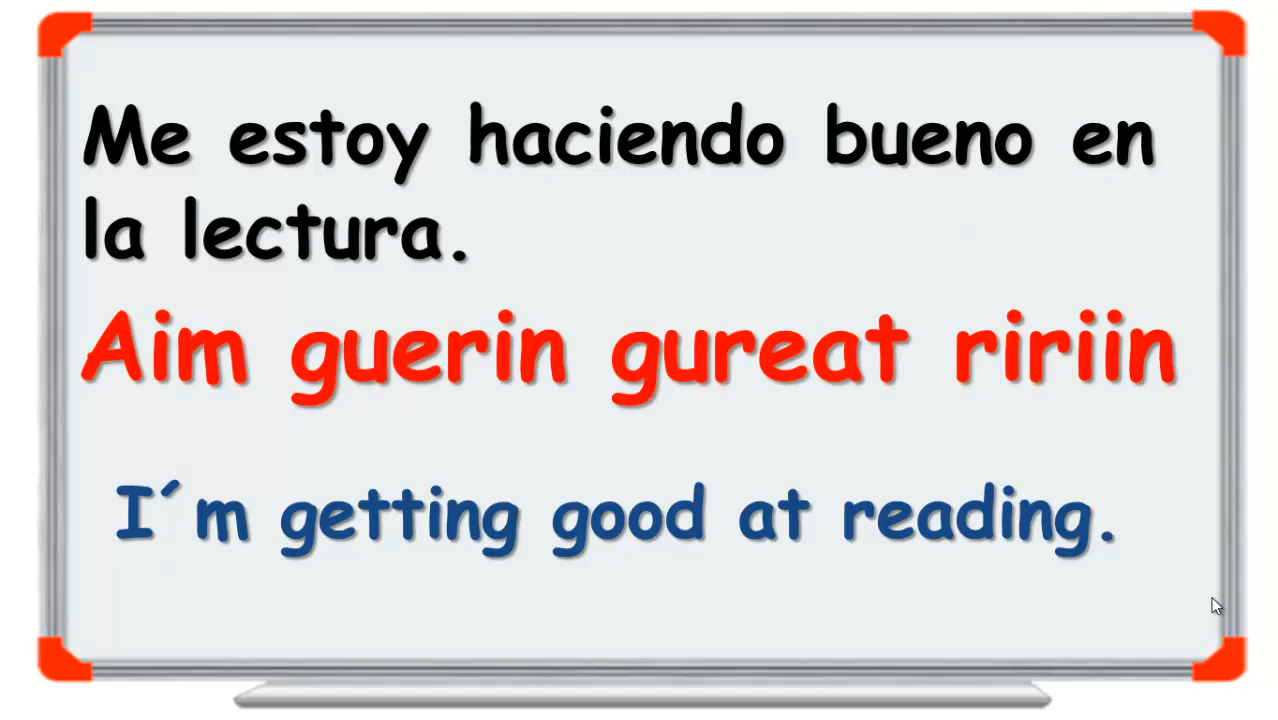 Me estoy haciendo bueno en
la lectura.
Aim guerin gureat ririin
I´m getting good at reading.